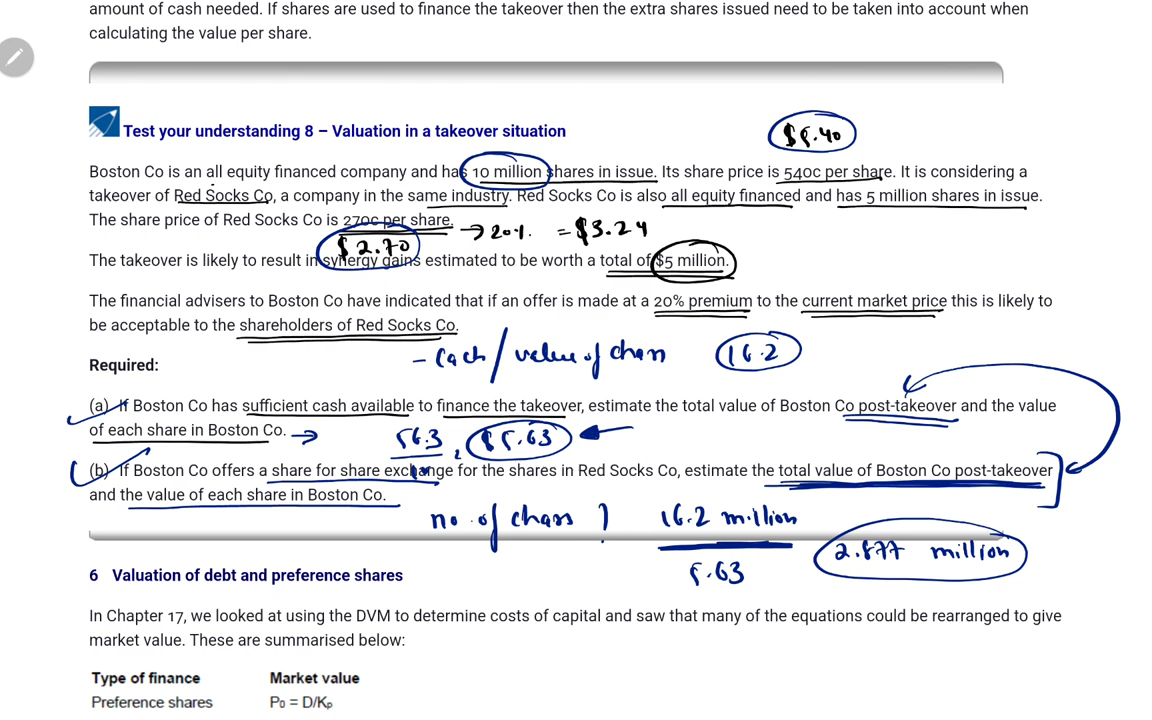 amount of cash needed. If shares are used to finance the takeover then the extra shares issued need to be taken into account when
calculating the value per share.
$5.40
Test your understanding 8 – Valuation in a takeover situation
Boston Co is an all equity financed company and has 10 million shares in issue. Its share price is 540c per share. It is considering a
takeover of Red Socks Co, a company in the same industry. Red Socks Co is also all equity financed and has 5 million shares in issue.
The share price of Red Socks Co is 270c per share.
→ 20% = $3.24
$2.70
The takeover is likely to result in synergy gains estimated to be worth a total of $5 million.
The financial advisers to Boston Co have indicated that if an offer is made at a 20% premium to the current market price this is likely to
be acceptable to the shareholders of Red Socks Co.
- Cash / value of
16.2
Required:
(a) If Boston Co has sufficient cash available to finance the takeover, estimate the total value of Boston Co post-takeover and the value
of each share in Boston Co. →
56.3, $5.63
(b) If Boston Co offers a share for share exchange for the shares in Red Socks Co, estimate the total value of Boston Co post-takeover
and the value of each share in Boston Co.
no. of ?
16.2 million
5.63
2.877 million
6 Valuation of debt and preference shares
In Chapter 17, we looked at using the DVM to determine costs of capital and saw that many of the equations could be rearranged to give
market value. These are summarised below:
Type of finance Market value
Preference shares P₀ = D/Kₚ